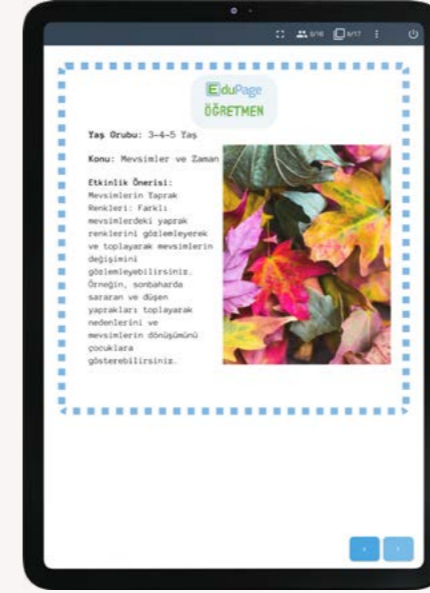 EduPage
ÖĞRETMEN
Yaş Grubu: 3-4-5 Yaş
Konu: Mevsimler ve Zaman
Etkinlik Önerisi:
Mevsimlerin Yaprak
Renkleri: Farklı
mevsimlerdeki yaprak
renklerini gözlemleyerek
ve toplayarak mevsimlerin
değişimini
gözlemleyebilirsiniz.
Örneğin, sonbaharda
sararan ve düşen
yaprakları toplayarak
nedenlerini ve
mevsimlerin dönüşümünü
çocuklara
gösterebilirsiniz.